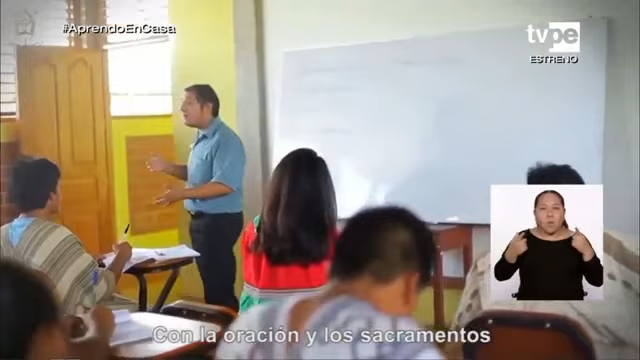 #AprendoEnCasa
tvpe
ESTRENO
Con la oración y los sacramentos